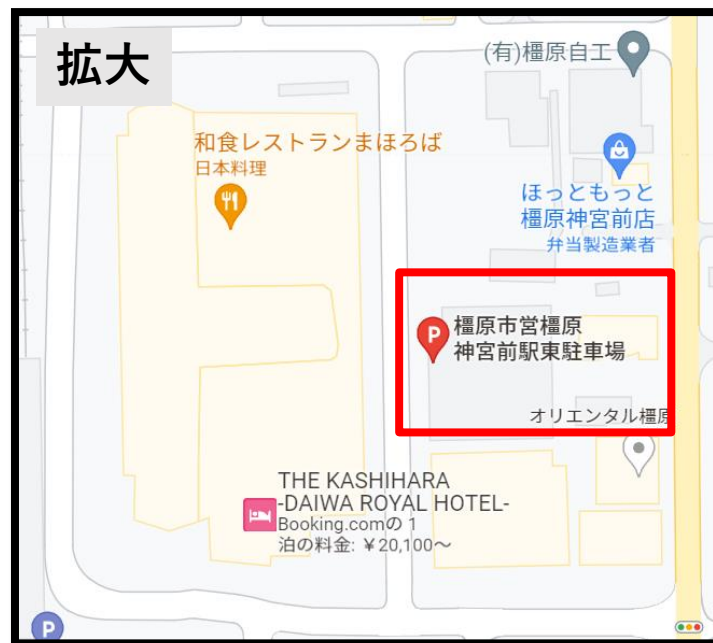 拡大
(有)橿原自工
和食レストランまほろば
日本料理
ほっともっと
橿原神宮前店
弁当製造業者
P
橿原市営橿原
神宮前駅東駐車場
オリエンタル橿原
THE KASHIHARA
-DAIWA ROYAL HOTEL-
Booking.comの 1
泊の料金: ￥20,100～
P